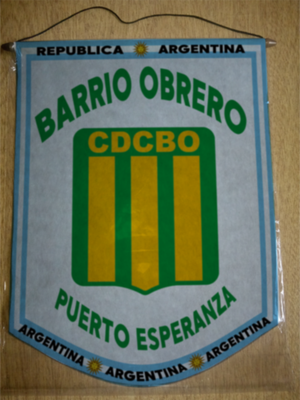 REPUBLICA ARGENTINA
BARRIO OBRERO
CDCBO
PUERTO ESPERANZA
ARGENTINA ARGENTINA ARGENTINA